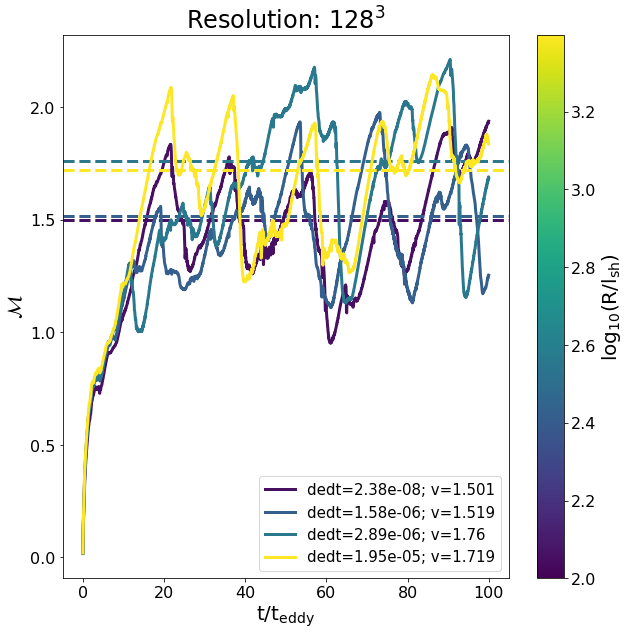 Resolution: 128³
2.0
1.5
1.0
0.5
0.0
ℳ
0 20 40 60 80 100
t/t_eddy
dedt=2.38e-08; v=1.501
dedt=1.58e-06; v=1.519
dedt=2.89e-06; v=1.76
dedt=1.95e-05; v=1.719
3.2
3.0
2.8
2.6
2.4
2.2
2.0
log₁₀(R/l_sh)